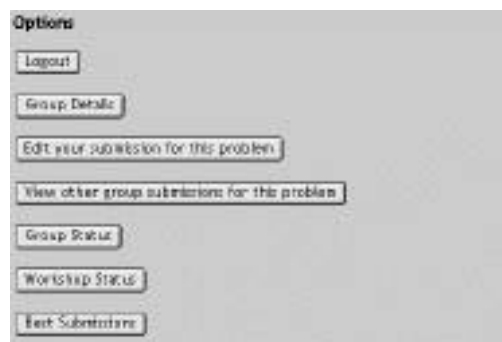 Options
Logout
Group Details
Edit your submission for this problem
View other group submissions for this problem
Group Status
Workshop Status
Best Submissions